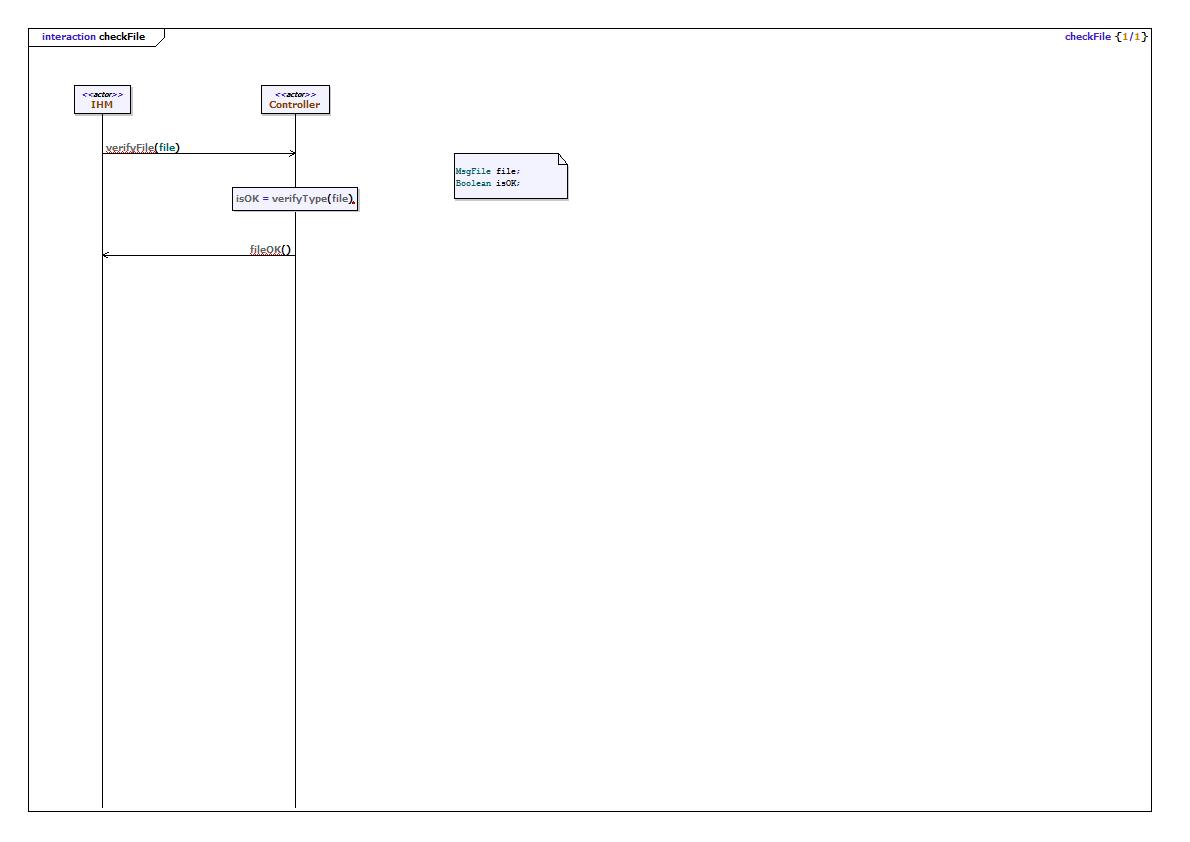 interaction checkFile
checkFile {1/1}
<<actor>>
IHM
<<actor>>
Controller
verifyFile(file)
MsgFile file;
Boolean isOK;
isOK = verifyType(file)
fileOK()